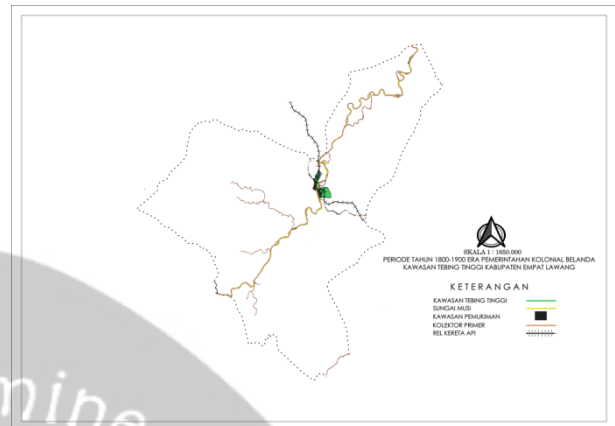 SKALA 1 : 1650.000
PERIODE TAHUN 1800-1900 ERA PEMERINTAHAN KOLONIAL BELANDA
KAWASAN TEBING TINGGI KABUPATEN EMPAT LAWANG
KETERANGAN
KAWASAN TEBING TINGGI
SUNGAI MUSI
KAWASAN PEMUKIMAN
KOLEKTOR PRIMER
REL KERETA API